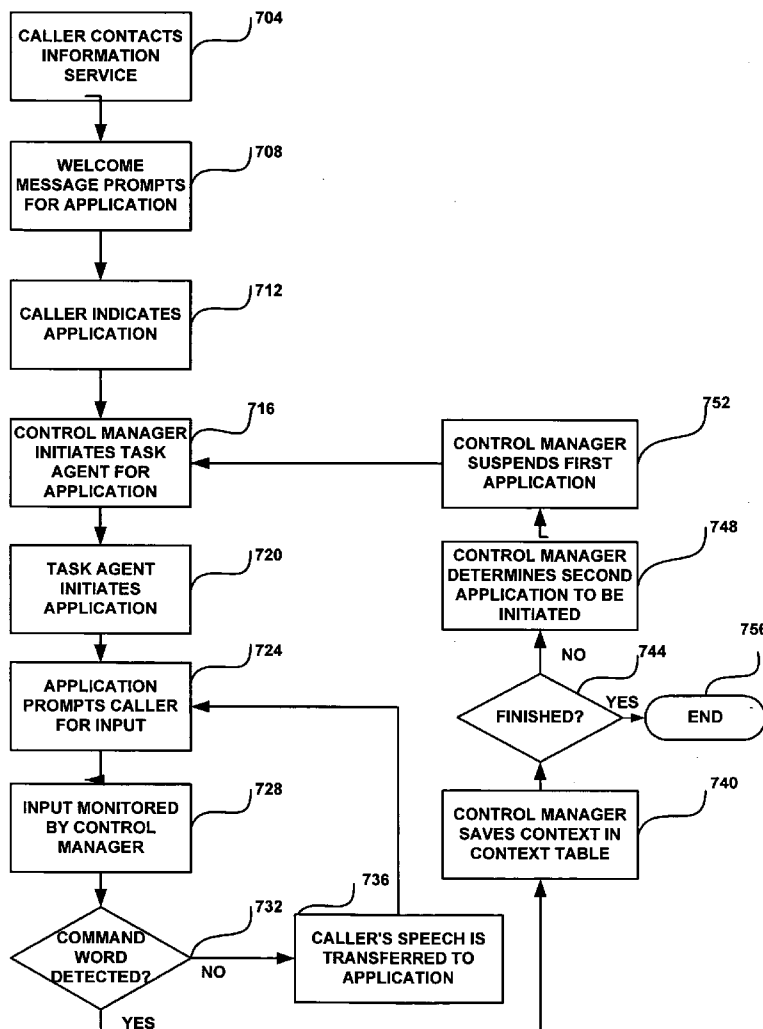 704
CALLER CONTACTS
INFORMATION
SERVICE
708
WELCOME
MESSAGE PROMPTS
FOR APPLICATION
712
CALLER INDICATES
APPLICATION
716
CONTROL MANAGER
INITIATES TASK
AGENT FOR
APPLICATION
720
TASK AGENT
INITIATES
APPLICATION
724
APPLICATION
PROMPTS CALLER
FOR INPUT
728
INPUT MONITORED
BY CONTROL
MANAGER
732
COMMAND
WORD
DETECTED?
NO
YES
736
CALLER'S SPEECH IS
TRANSFERRED TO
APPLICATION
740
CONTROL MANAGER
SAVES CONTEXT IN
CONTEXT TABLE
744
FINISHED?
YES
NO
756
END
748
CONTROL MANAGER
DETERMINES SECOND
APPLICATION TO BE
INITIATED
752
CONTROL MANAGER
SUSPENDS FIRST
APPLICATION